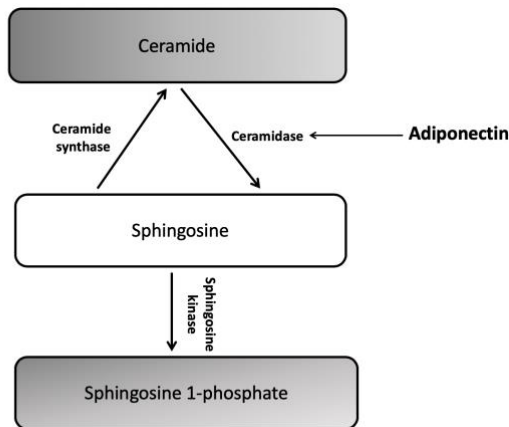 Ceramide
Ceramide
synthase
Ceramidase
Adiponectin
Sphingosine
Sphingosine
kinase
Sphingosine 1-phosphate